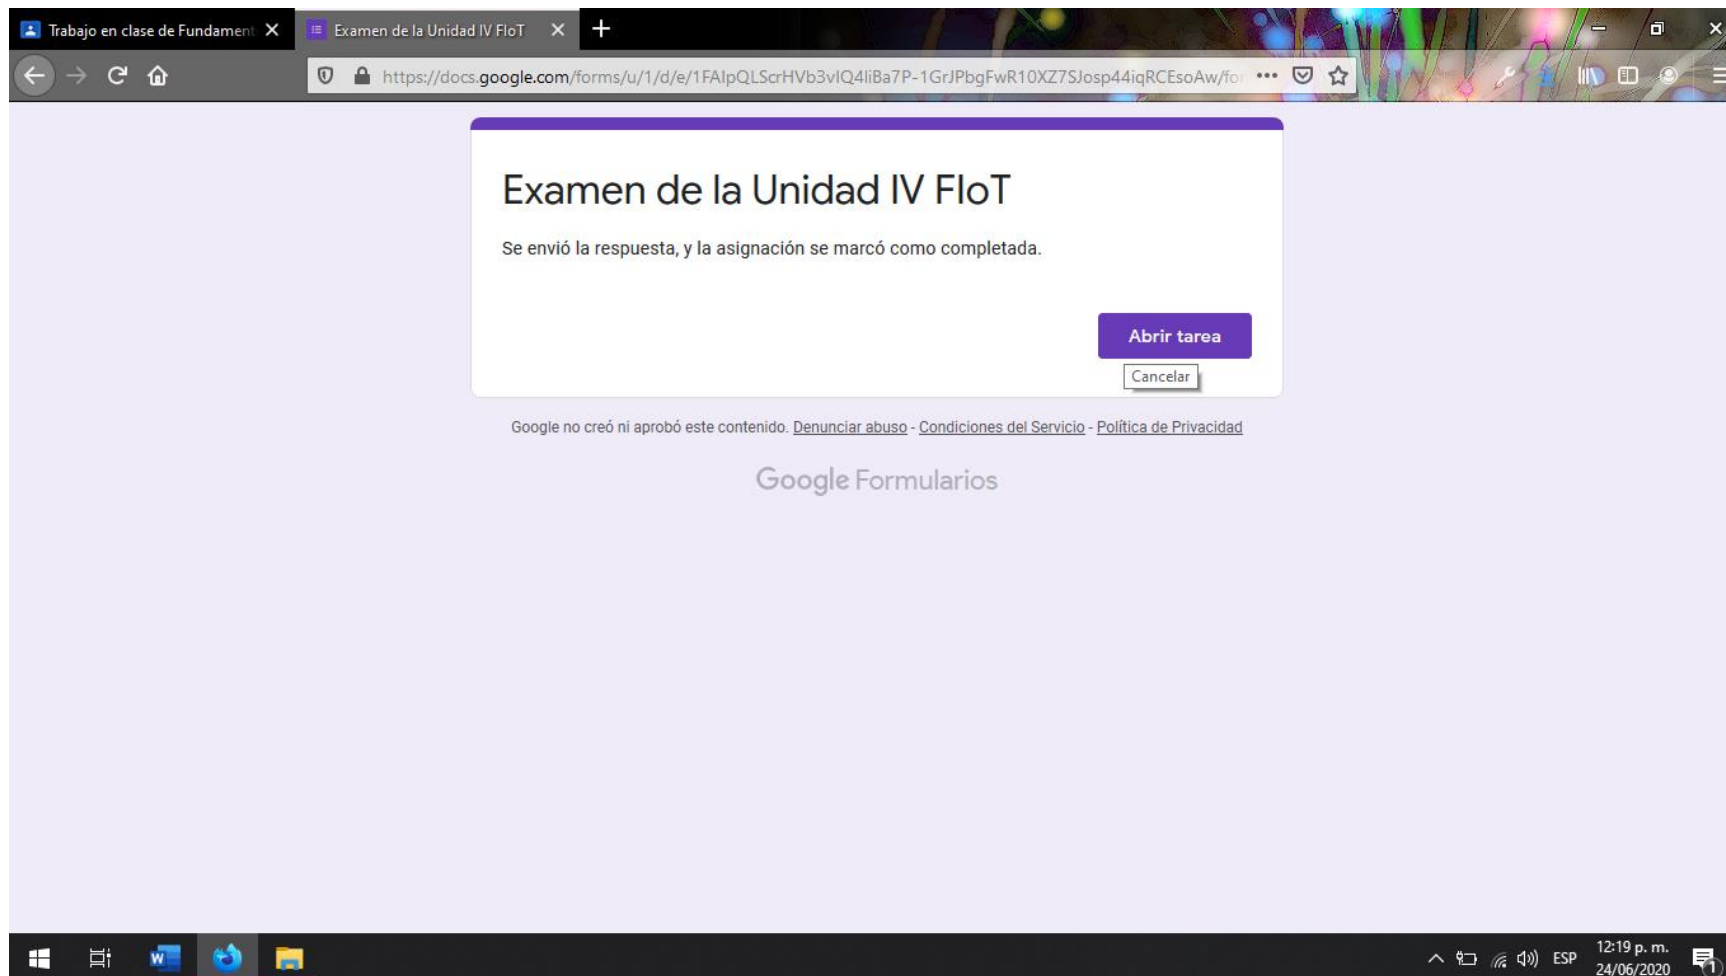 Trabajo en clase de Fundament
Examen de la Unidad IV FIoT
https://docs.google.com/forms/u/1/d/e/1FAIpQLScrHVb3vIQ4liBa7P-1GrJPbgFwR10XZ7SJosp44iqRCEsoAw/for
Examen de la Unidad IV FIoT
Se envió la respuesta, y la asignación se marcó como completada.
Abrir tarea
Cancelar
Google no creó ni aprobó este contenido. Denunciar abuso - Condiciones del Servicio - Política de Privacidad
Google Formularios
ESP
12:19 p. m.
24/06/2020
1